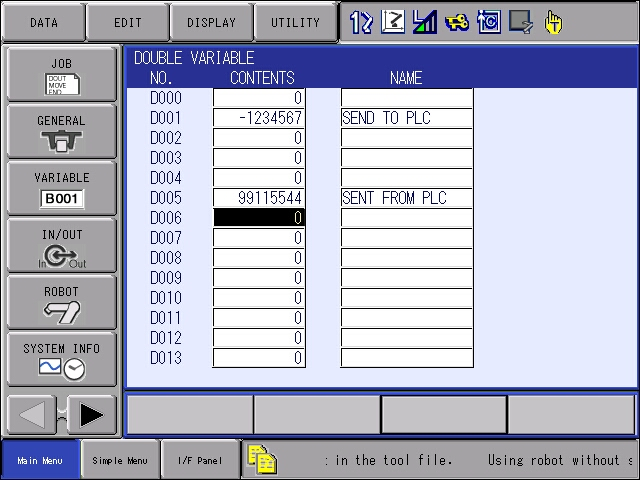 DATA EDIT DISPLAY UTILITY
JOB
DOUT
MOVE
END
GENERAL
VARIABLE
B001
IN/OUT
In Out
ROBOT
SYSTEM INFO
DOUBLE VARIABLE
NO. CONTENTS NAME
D000 0
D001 -1234567 SEND TO PLC
D002 0
D003 0
D004 0
D005 99115544 SENT FROM PLC
D006 0
D007 0
D008 0
D009 0
D010 0
D011 0
D012 0
D013 0
Main Menu Simple Menu I/F Panel : in the tool file. Using robot without s